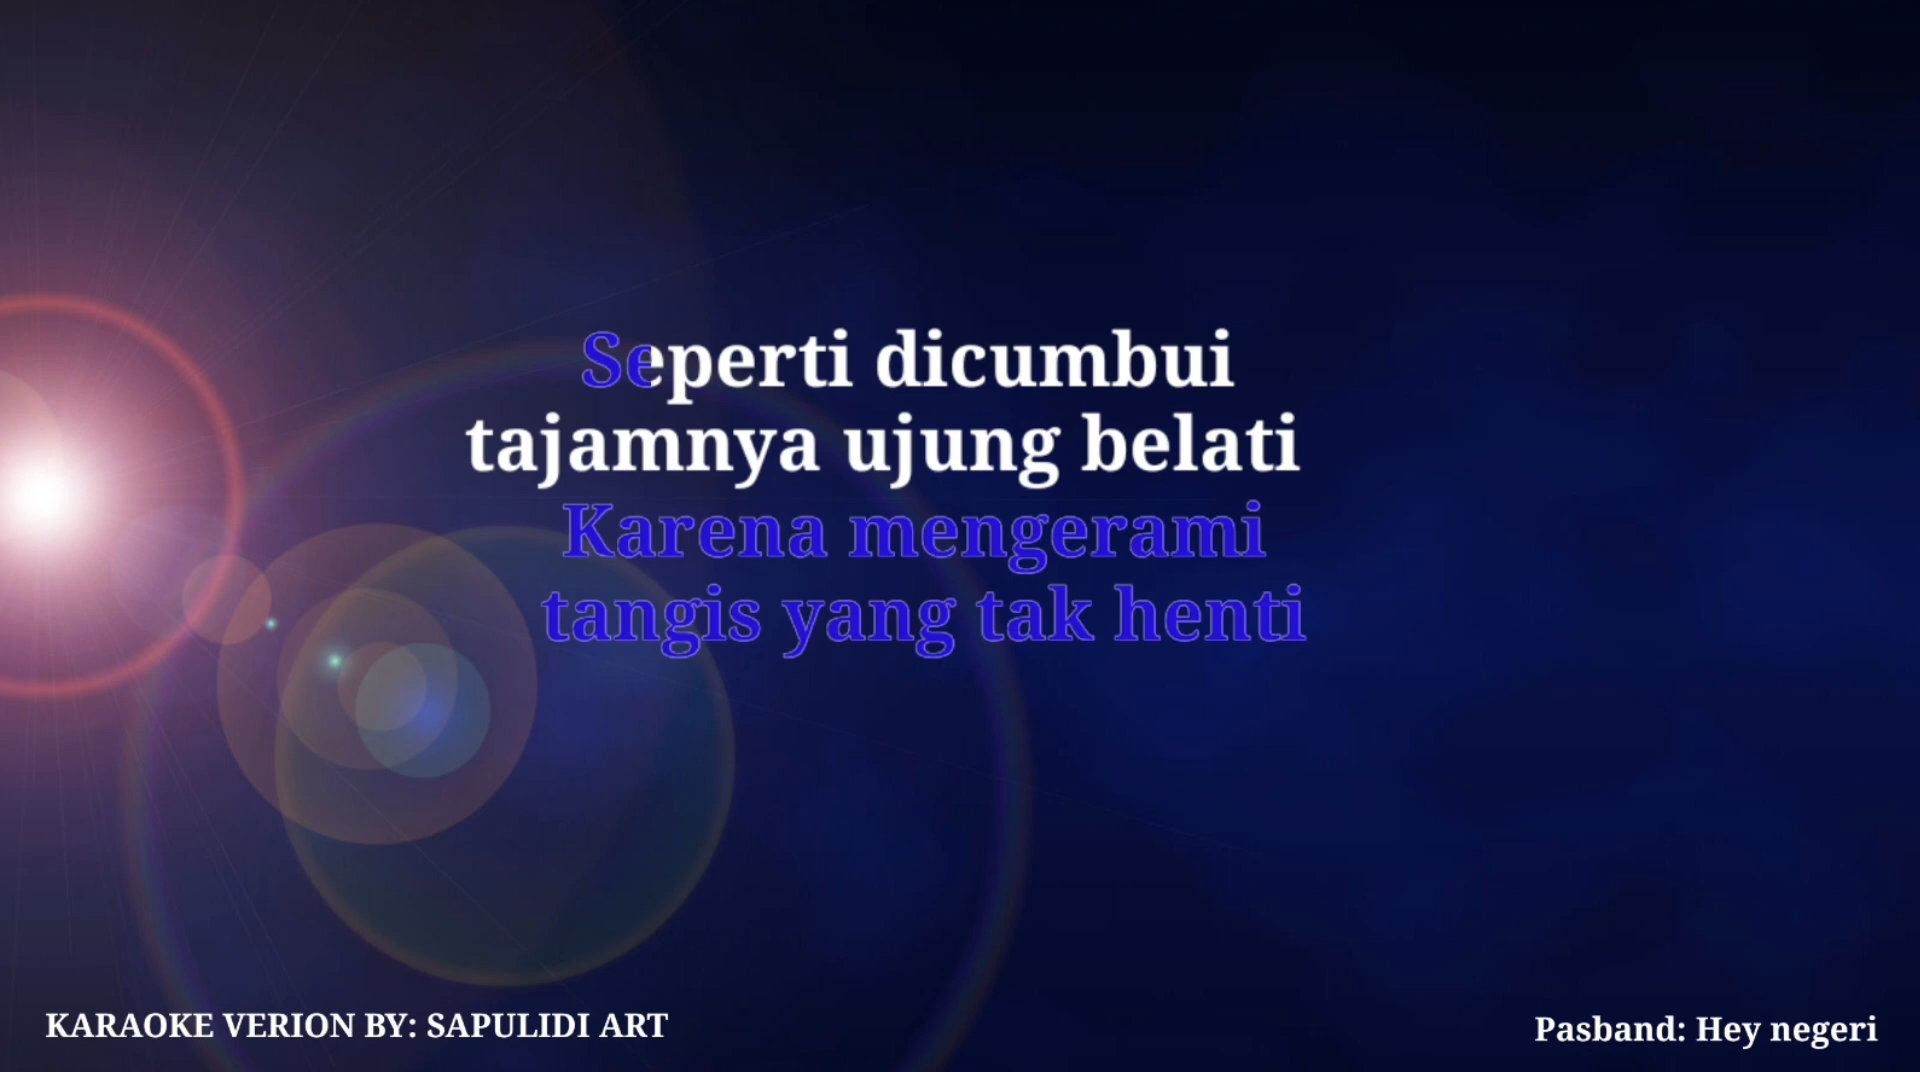 Seperti dicumbui
tajamnya ujung belati
Karena mengerami
tangis yang tak henti
KARAOKE VERION BY: SAPULIDI ART
Pasband: Hey negeri